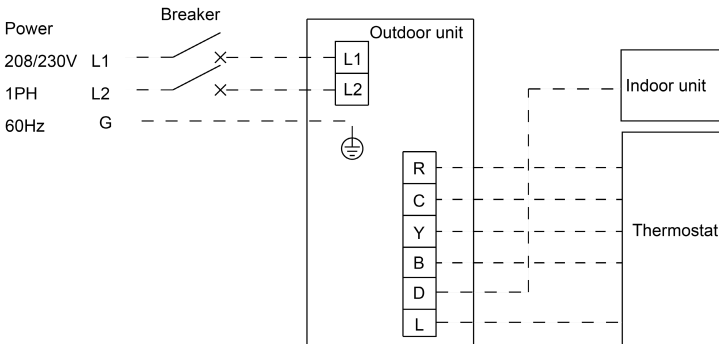 Breaker
Power
208/230V L1
1PH L2
60Hz G
Outdoor unit
L1
L2
Indoor unit
R
C
Y
B
D
L
Thermostat